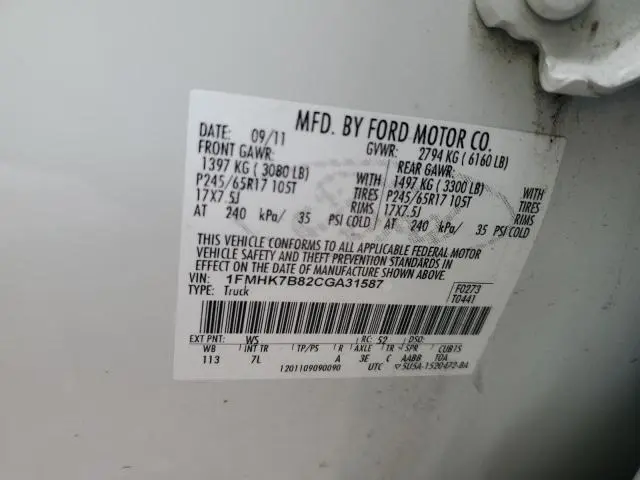 MFD. BY FORD MOTOR CO.
DATE: 09/11 GVWR: 2794 KG ( 6160 LB)
FRONT GAWR: REAR GAWR:
1397 KG ( 3080 LB) WITH 1497 KG ( 3300 LB) WITH
P245/65R17 105T TIRES P245/65R17 105T TIRES
17X7.5J RIMS 17X7.5J RIMS
AT 240 kPa/ 35 PSI COLD AT 240 kPa/ 35 PSI COLD
THIS VEHICLE CONFORMS TO ALL APPLICABLE FEDERAL MOTOR
VEHICLE SAFETY AND THEFT PREVENTION STANDARDS IN
EFFECT ON THE DATE OF MANUFACTURE SHOWN ABOVE.
VIN: 1FMHK7B82CGA31587 F0273
TYPE: Truck T0441
EXT PNT: WS RC: 52 DSO:
WB INT TR TP/PS R AXLE TR SPR CUB1S
113 7L A 3E C AABB TOA
1201109090090 UTC